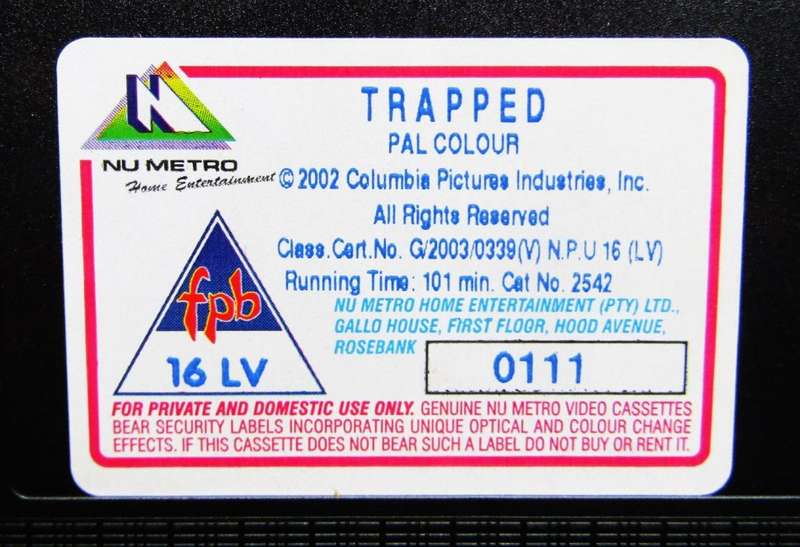 TRAPPED
PAL COLOUR
NU METRO
Home Entertainment
© 2002 Columbia Pictures Industries, Inc.
All Rights Reserved
Class.Cert.No. G/2003/0339(V) N.P.U 16 (LV)
Running Time: 101 min. Cat No. 2542
NU METRO HOME ENTERTAINMENT (PTY) LTD.,
GALLO HOUSE, FIRST FLOOR, HOOD AVENUE,
ROSEBANK
0111
fpb
16 LV
FOR PRIVATE AND DOMESTIC USE ONLY. GENUINE NU METRO VIDEO CASSETTES
BEAR SECURITY LABELS INCORPORATING UNIQUE OPTICAL AND COLOUR CHANGE
EFFECTS. IF THIS CASSETTE DOES NOT BEAR SUCH A LABEL DO NOT BUY OR RENT IT.